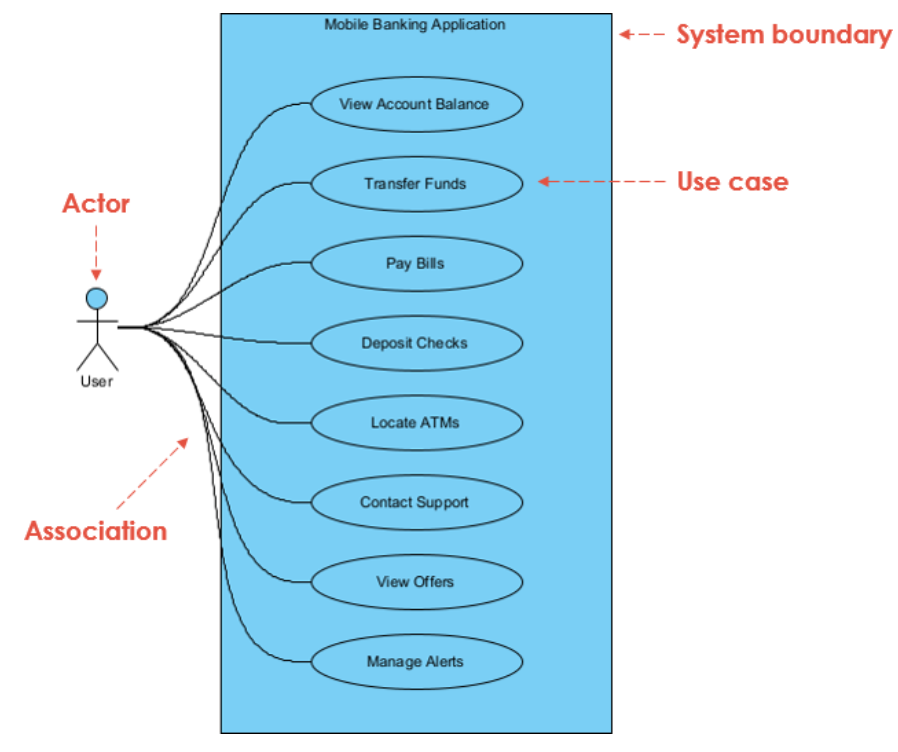 Mobile Banking Application
System boundary
View Account Balance
Transfer Funds
Use case
Actor
Pay Bills
Deposit Checks
User
Locate ATMs
Contact Support
Association
View Offers
Manage Alerts